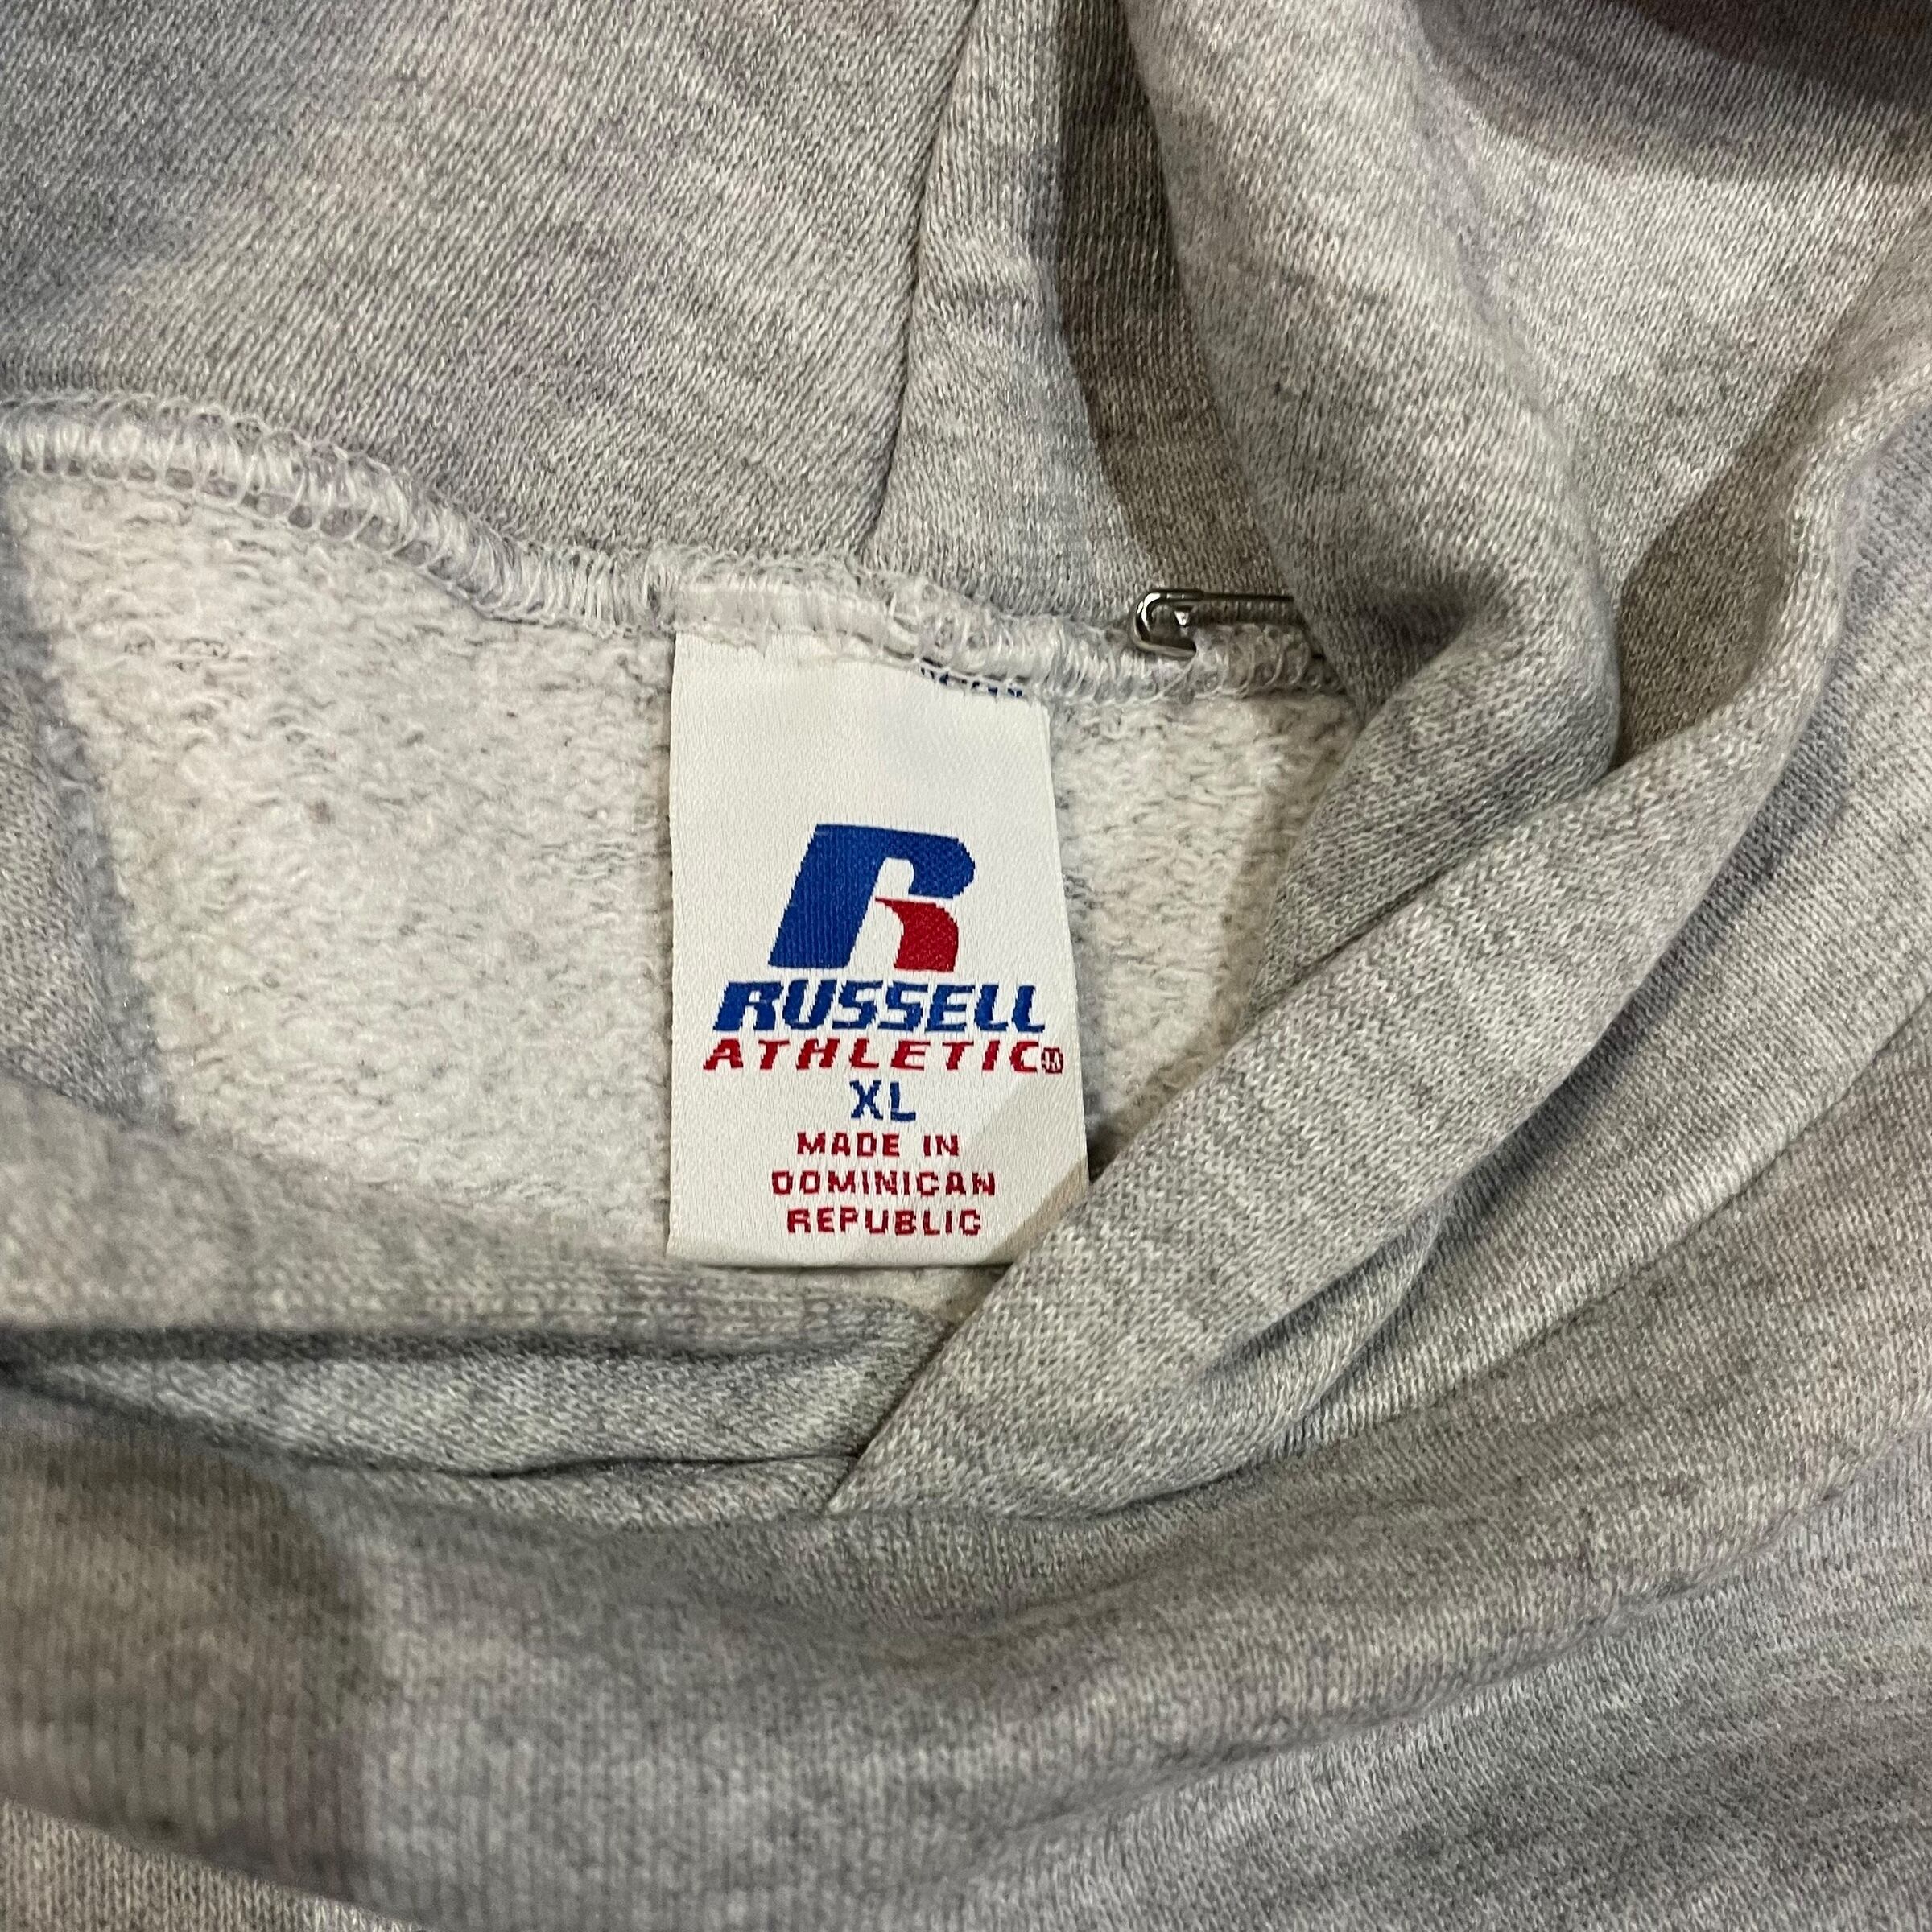 R
RUSSELL
ATHLETIC
XL
MADE IN
DOMINICAN
REPUBLIC